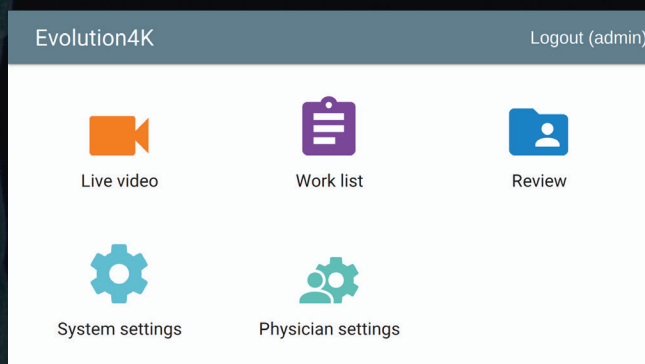 Evolution4K
Logout (admin)
Live video
Work list
Review
System settings
Physician settings